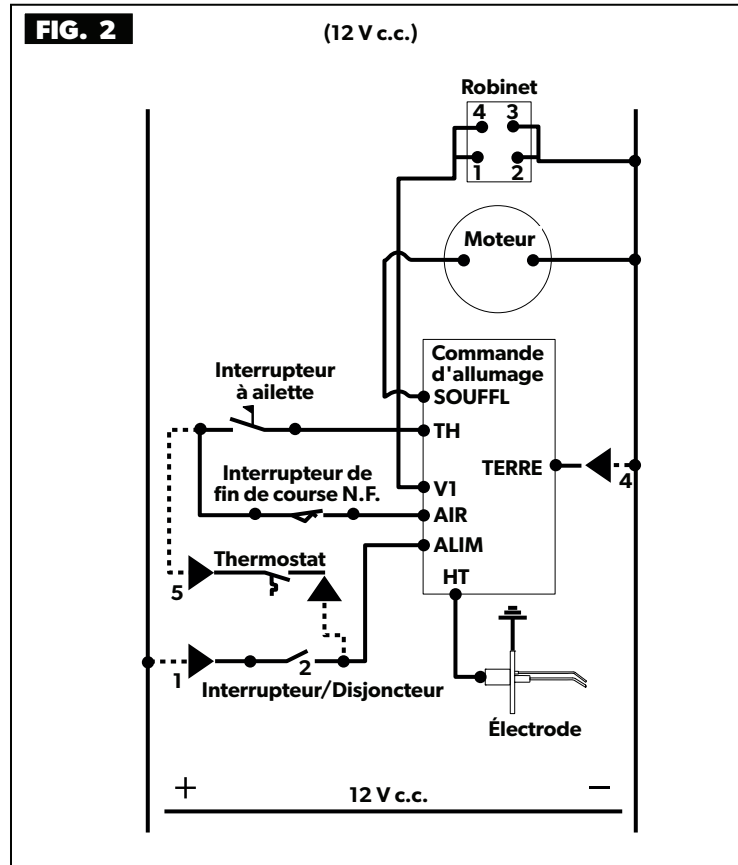 FIG. 2
(12 V c.c.)
Robinet
4 3
1 2
Moteur
Commande
d'allumage
SOUFFL
Interrupteur
à ailette
TH
TERRE
4
Interrupteur de
fin de course N.F.
V1
AIR
ALIM
Thermostat
5
HT
1
2
Interrupteur/Disjoncteur
Électrode
+ 12 V c.c. −